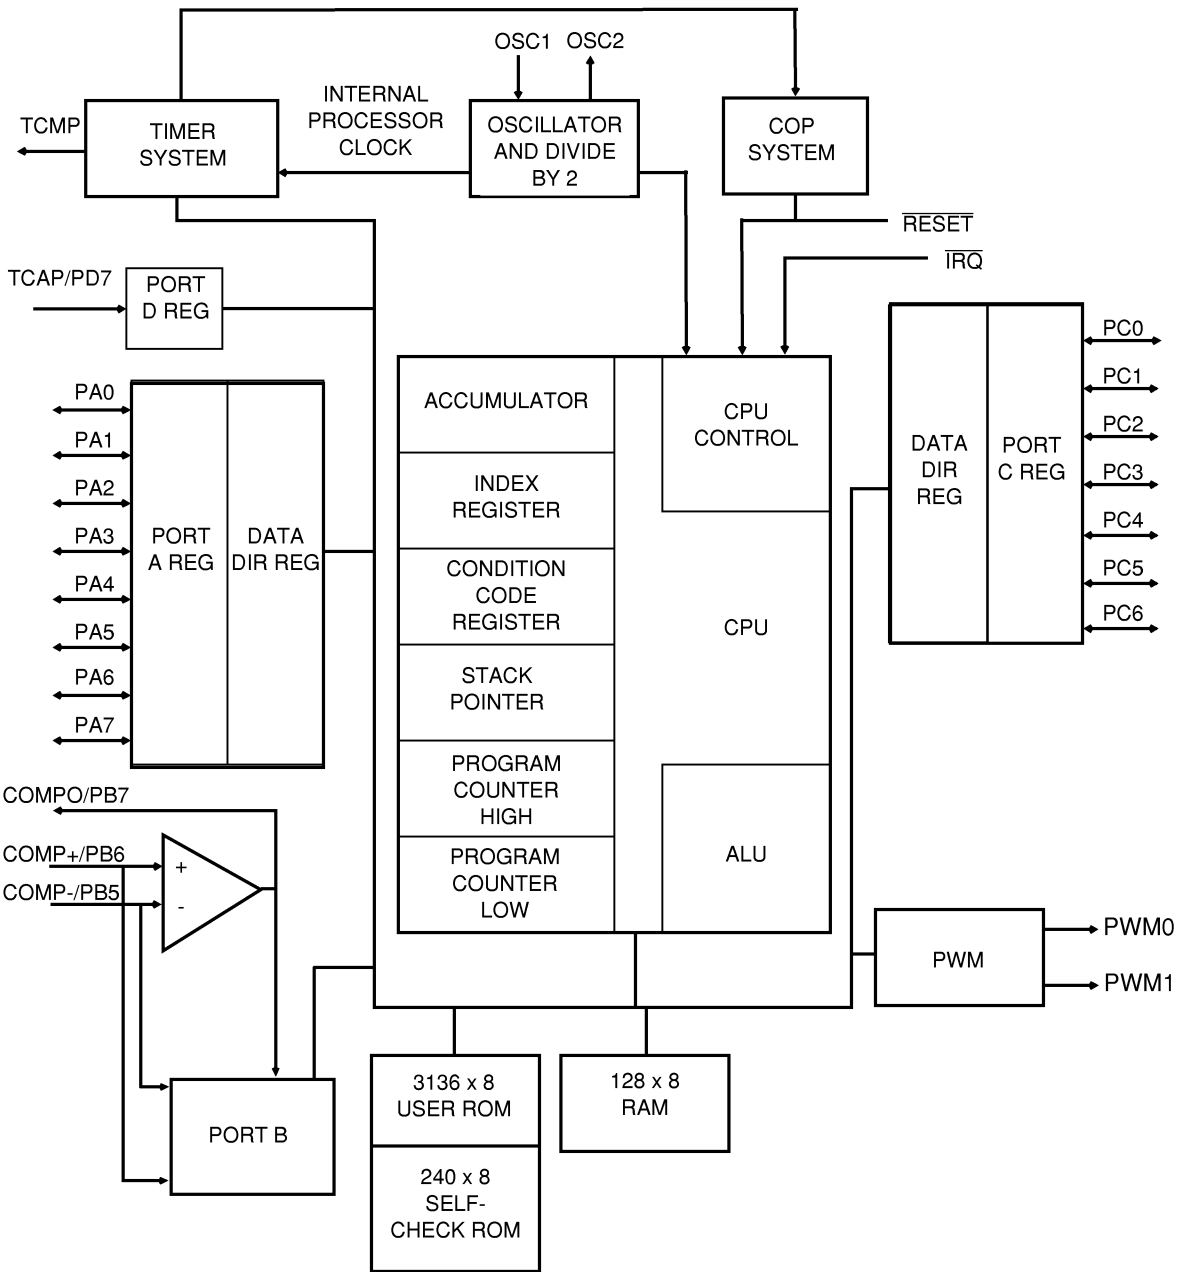 OSC1 OSC2
INTERNAL
PROCESSOR
CLOCK
TCMP
TIMER
SYSTEM
OSCILLATOR
AND DIVIDE
BY 2
COP
SYSTEM
RESET
IRQ
TCAP/PD7
PORT
D REG
PA0
PA1
PA2
PA3
PA4
PA5
PA6
PA7
PORT
A REG
DATA
DIR REG
ACCUMULATOR
INDEX
REGISTER
CONDITION
CODE
REGISTER
STACK
POINTER
PROGRAM
COUNTER
HIGH
PROGRAM
COUNTER
LOW
CPU
CONTROL
CPU
ALU
DATA
DIR
REG
PORT
C REG
PC0
PC1
PC2
PC3
PC4
PC5
PC6
COMPO/PB7
COMP+/PB6
COMP-/PB5
+
-
PORT B
PWM
PWM0
PWM1
3136 x 8
USER ROM
240 x 8
SELF-
CHECK ROM
128 x 8
RAM